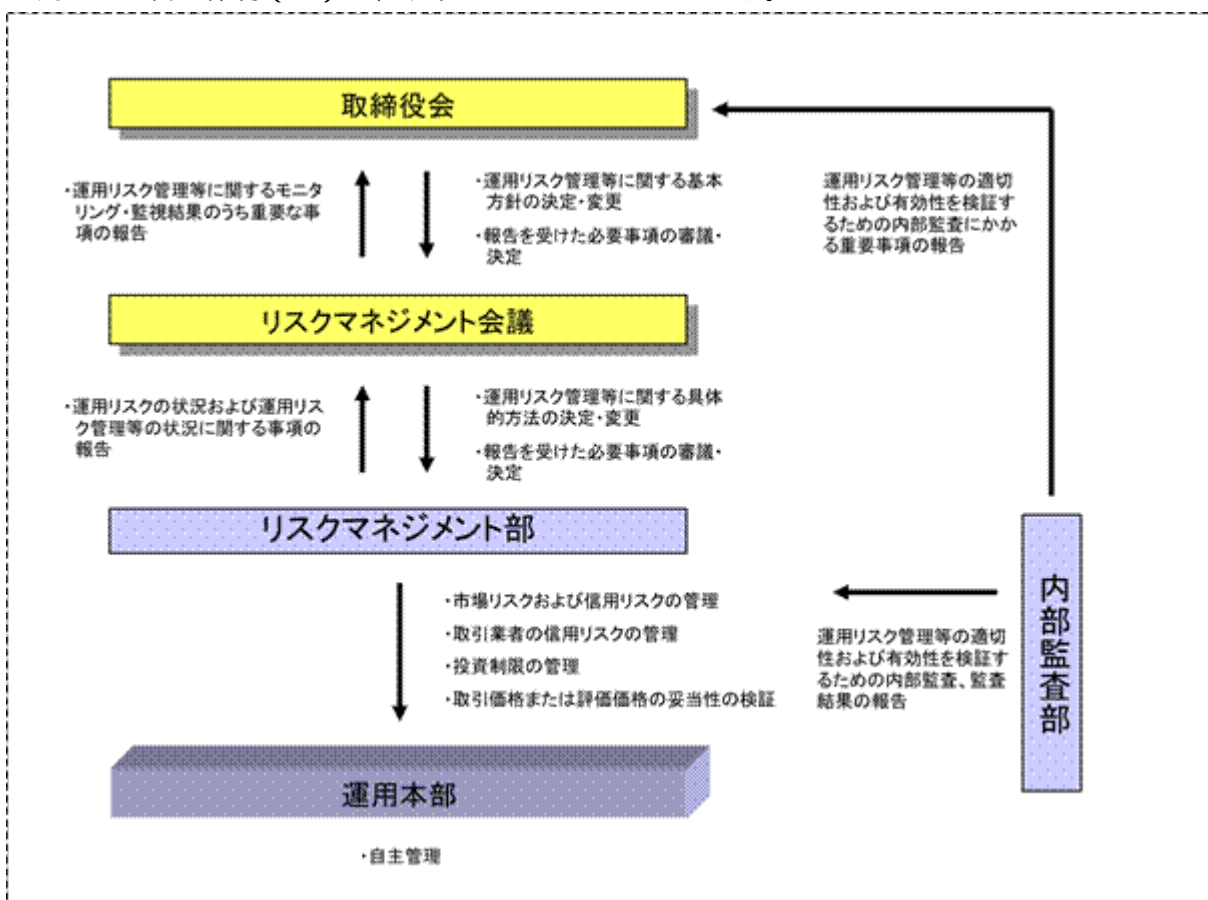 取締役会
・運用リスク管理等に関するモニタ
リング・監視結果のうち重要な事
項の報告
・運用リスク管理等に関する基本
方針の決定・変更
・報告を受けた必要事項の審議・
決定
運用リスク管理等の適切
性および有効性を検証す
るための内部監査にかか
る重要事項の報告
リスクマネジメント会議
・運用リスクの状況および運用リス
ク管理等の状況に関する事項の
報告
・運用リスク管理等に関する具体
的方法の決定・変更
・報告を受けた必要事項の審議・
決定
リスクマネジメント部
・市場リスクおよび信用リスクの管理
・取引業者の信用リスクの管理
・投資制限の管理
・取引価格または評価価格の妥当性の検証
運用リスク管理等の適切
性および有効性を検証す
るための内部監査、監査
結果の報告
内部監査部
運用本部
・自主管理